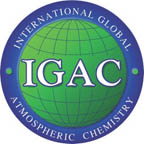 INTERNATIONAL GLOBAL
IGAC
ATMOSPHERIC CHEMISTRY